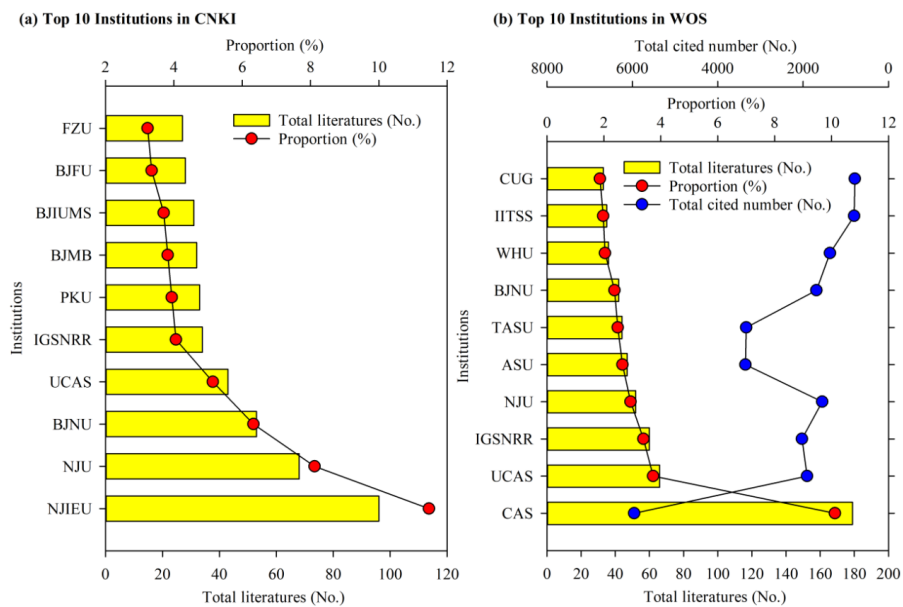 (a) Top 10 Institutions in CNKI
Proportion (%)
2 4 6 8 10 12
Total literatures (No.)
Proportion (%)
FZU
BJFU
BJIUMS
BJMB
PKU
IGSNRR
UCAS
BJNU
NJU
NJIEU
Institutions
0 20 40 60 80 100 120
Total literatures (No.)
(b) Top 10 Institutions in WOS
Total cited number (No.)
8000 6000 4000 2000 0
Proportion (%)
0 2 4 6 8 10 12
Total literatures (No.)
Proportion (%)
Total cited number (No.)
CUG
IITSS
WHU
BJNU
TASU
ASU
NJU
IGSNRR
UCAS
CAS
Institutions
0 20 40 60 80 100 120 140 160 180 200
Total literatures (No.)